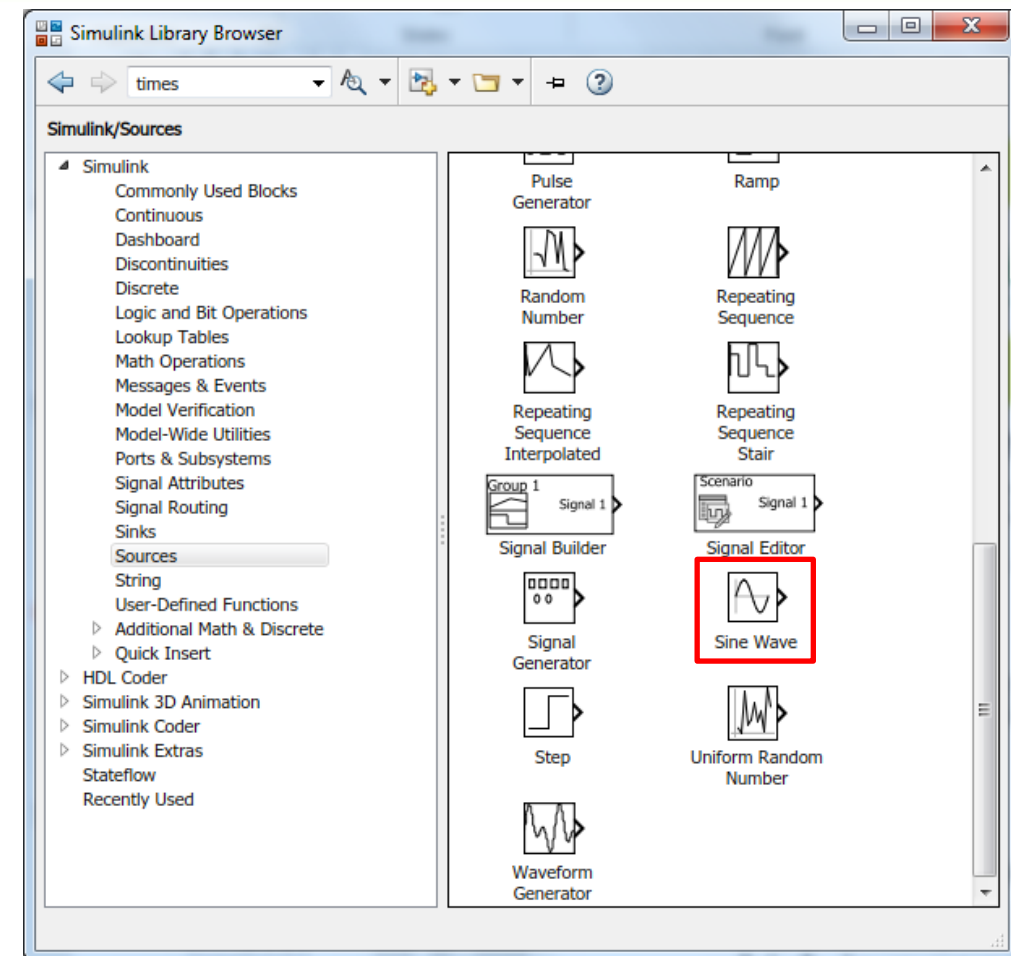 Simulink Library Browser
times
Simulink/Sources
Simulink
Commonly Used Blocks
Continuous
Dashboard
Discontinuities
Discrete
Logic and Bit Operations
Lookup Tables
Math Operations
Messages & Events
Model Verification
Model-Wide Utilities
Ports & Subsystems
Signal Attributes
Signal Routing
Sinks
Sources
String
User-Defined Functions
Additional Math & Discrete
Quick Insert
HDL Coder
Simulink 3D Animation
Simulink Coder
Simulink Extras
Stateflow
Recently Used
Pulse
Generator
Ramp
Random
Number
Repeating
Sequence
Repeating
Sequence
Interpolated
Repeating
Sequence
Stair
Group 1
Signal 1
Signal Builder
Scenario
Signal 1
Signal Editor
Signal
Generator
Sine Wave
Step
Uniform Random
Number
Waveform
Generator